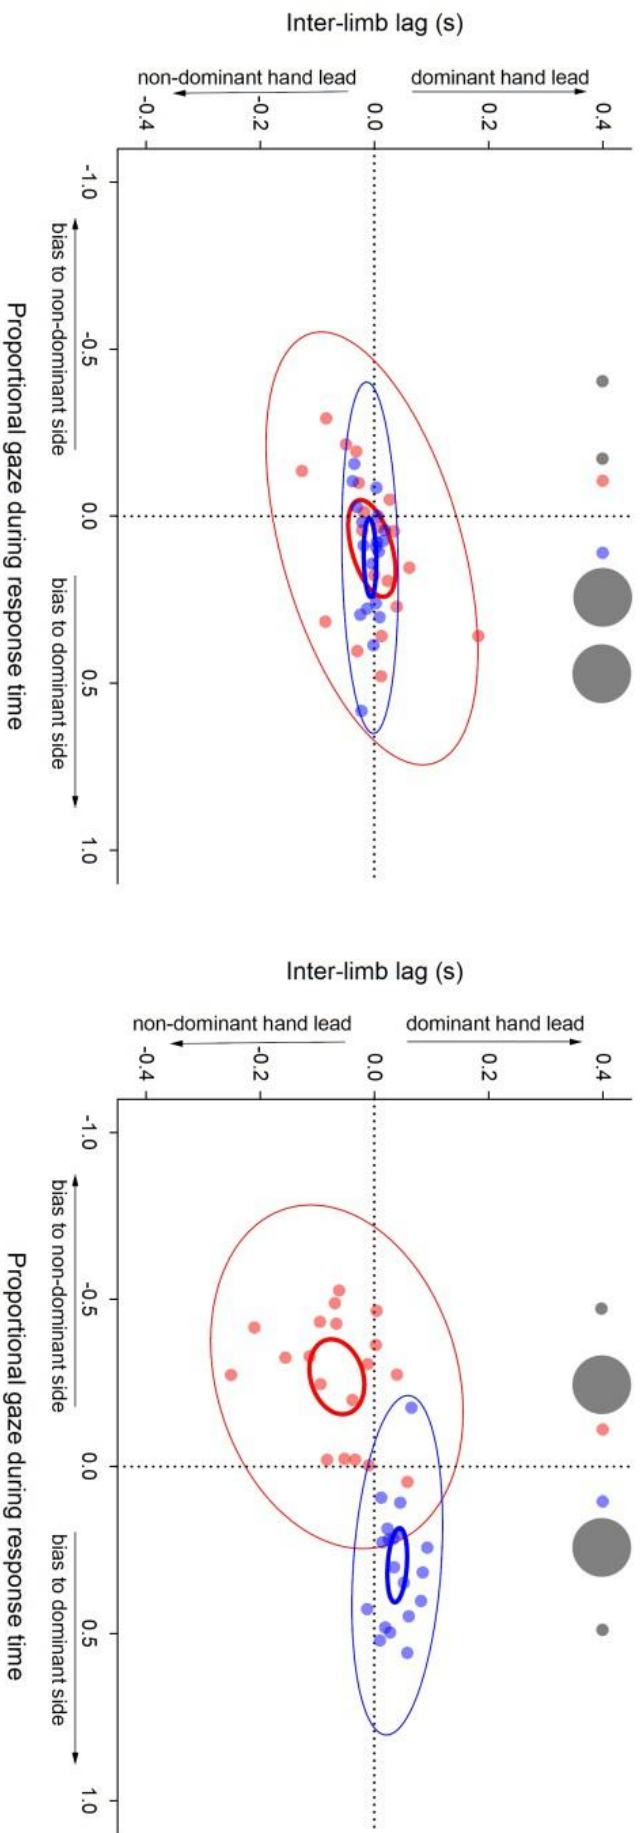 Inter-limb lag (s)
non-dominant hand lead
dominant hand lead
-0.4
-0.2
0.0
0.2
0.4
-1.0
-0.5
0.0
0.5
1.0
bias to non-dominant side
bias to dominant side
Proportional gaze during response time
Inter-limb lag (s)
non-dominant hand lead
dominant hand lead
-0.4
-0.2
0.0
0.2
0.4
-1.0
-0.5
0.0
0.5
1.0
bias to non-dominant side
bias to dominant side
Proportional gaze during response time